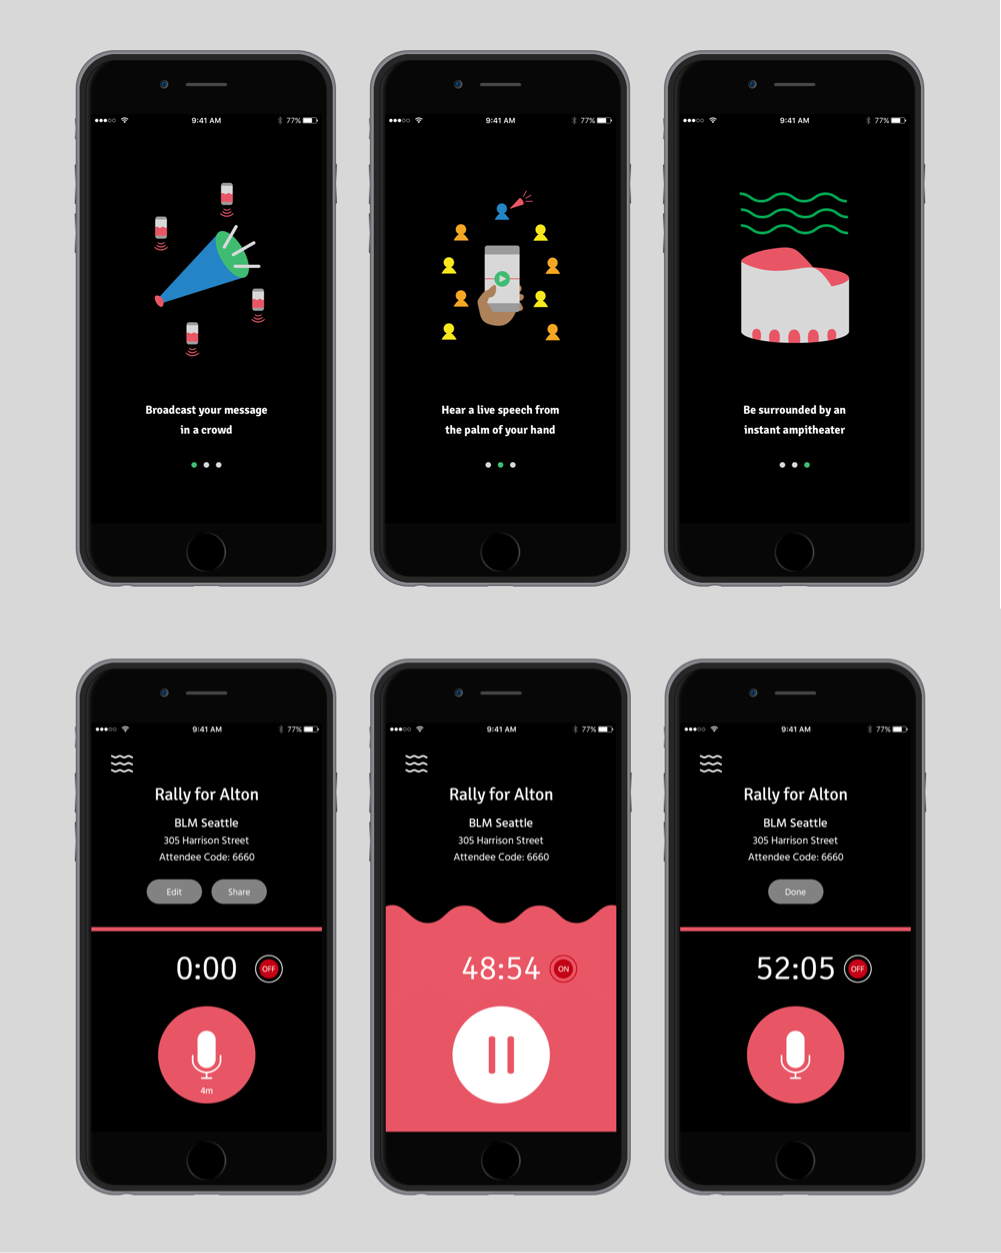 9:41 AM
77%
Broadcast your message
in a crowd
9:41 AM
77%
Hear a live speech from
the palm of your hand
9:41 AM
77%
Be surrounded by an
instant ampitheater
9:41 AM
77%
Rally for Alton
BLM Seattle
305 Harrison Street
Attendee Code: 6660
Edit Share
0:00 OFF
4m
9:41 AM
77%
Rally for Alton
BLM Seattle
305 Harrison Street
Attendee Code: 6660
48:54 ON
9:41 AM
77%
Rally for Alton
BLM Seattle
305 Harrison Street
Attendee Code: 6660
Done
52:05 OFF